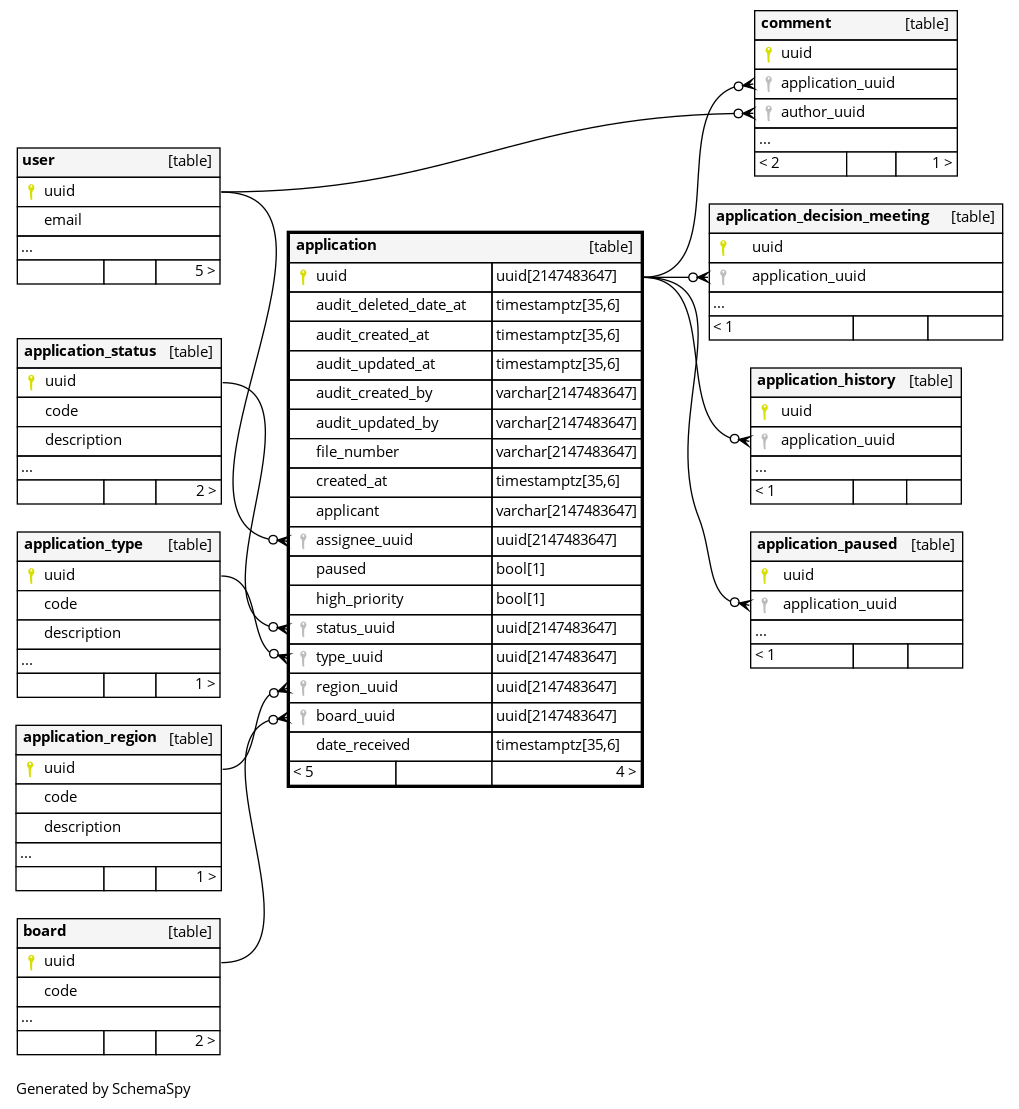 comment [table]
uuid
application_uuid
author_uuid
...
< 2 1 >
user [table]
uuid
email
...
5 >
application_decision_meeting [table]
uuid
application_uuid
...
< 1
application [table]
uuid uuid[2147483647]
audit_deleted_date_at timestamptz[35,6]
audit_created_at timestamptz[35,6]
audit_updated_at timestamptz[35,6]
audit_created_by varchar[2147483647]
audit_updated_by varchar[2147483647]
file_number varchar[2147483647]
created_at timestamptz[35,6]
applicant varchar[2147483647]
assignee_uuid uuid[2147483647]
paused bool[1]
high_priority bool[1]
status_uuid uuid[2147483647]
type_uuid uuid[2147483647]
region_uuid uuid[2147483647]
board_uuid uuid[2147483647]
date_received timestamptz[35,6]
< 5 4 >
application_status [table]
uuid
code
description
...
2 >
application_history [table]
uuid
application_uuid
...
< 1
application_type [table]
uuid
code
description
...
1 >
application_paused [table]
uuid
application_uuid
...
< 1
application_region [table]
uuid
code
description
...
1 >
board [table]
uuid
code
...
2 >
Generated by SchemaSpy